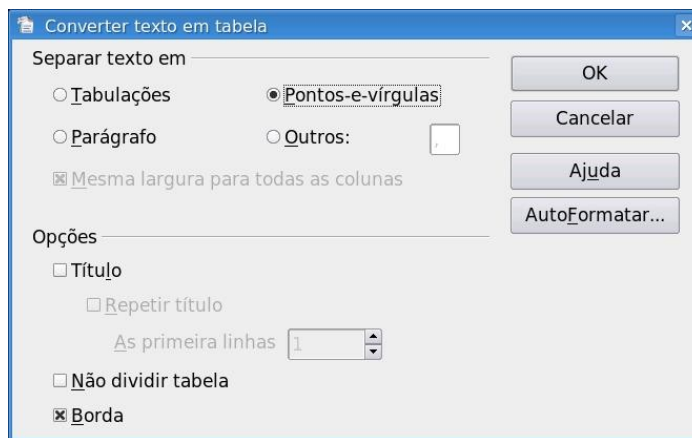 Converter texto em tabela
Separar texto em
Tabulações
Pontos-e-vírgulas
Parágrafo
Outros:
,
Mesma largura para todas as colunas
OK
Cancelar
Ajuda
AutoFormatar...
Opções
Título
Repetir título
As primeira linhas 1
Não dividir tabela
Borda